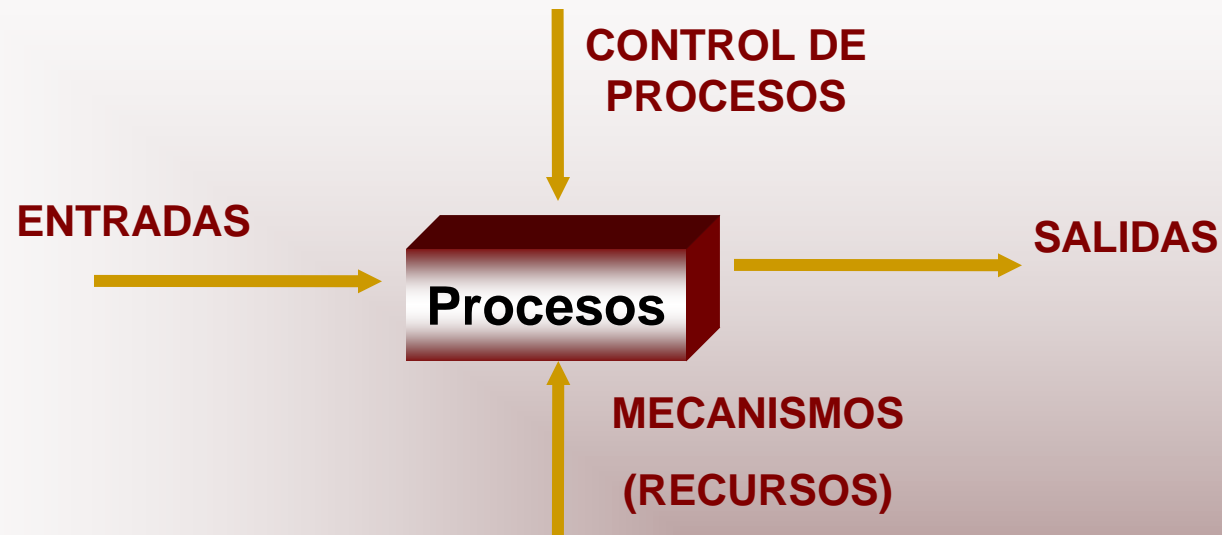 CONTROL DE
PROCESOS
ENTRADAS
SALIDAS
Procesos
MECANISMOS
(RECURSOS)